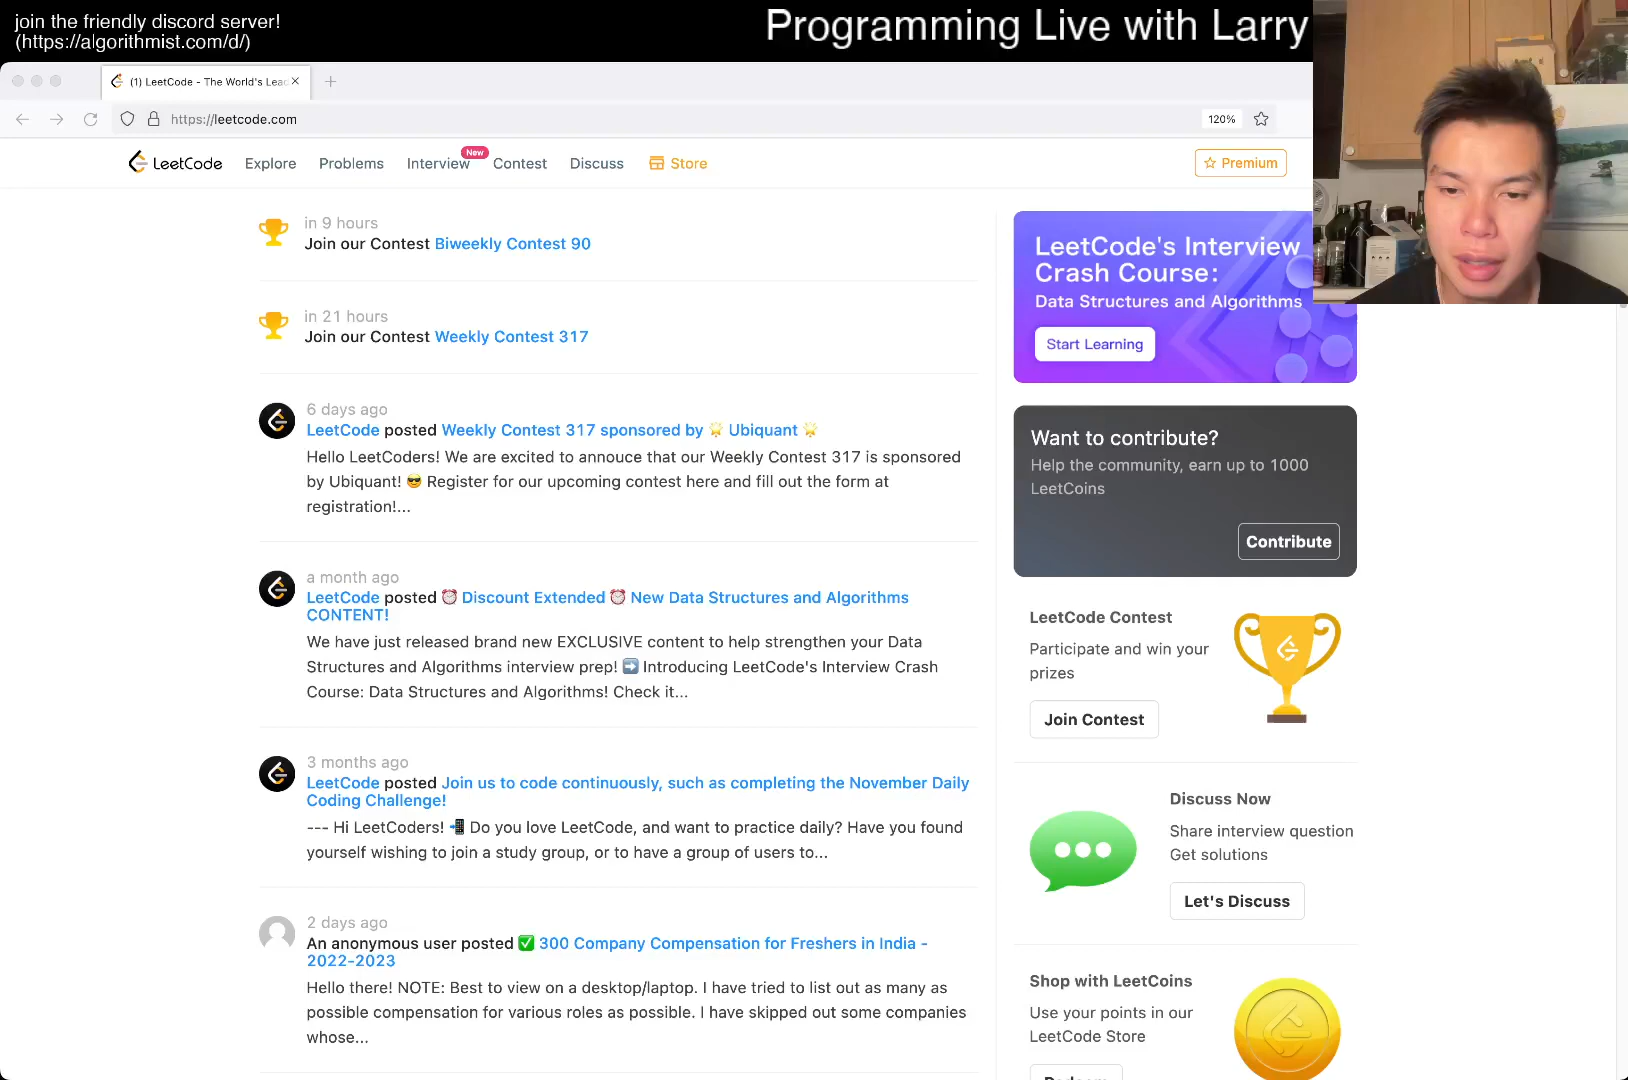 join the friendly discord server!
(https://algorithmist.com/d/)
Programming Live with Larry
(1) LeetCode - The World's Lea
https://leetcode.com
120%
LeetCode
Explore
Problems
Interview
New
Contest
Discuss
Store
Premium
in 9 hours
Join our Contest Biweekly Contest 90
in 21 hours
Join our Contest Weekly Contest 317
6 days ago
LeetCode posted Weekly Contest 317 sponsored by 🌟 Ubiquant 🌟
Hello LeetCoders! We are excited to annouce that our Weekly Contest 317 is sponsored
by Ubiquant! 😎 Register for our upcoming contest here and fill out the form at
registration!...
a month ago
LeetCode posted ⏰ Discount Extended ⏰ New Data Structures and Algorithms
CONTENT!
We have just released brand new EXCLUSIVE content to help strengthen your Data
Structures and Algorithms interview prep! ➡️ Introducing LeetCode's Interview Crash
Course: Data Structures and Algorithms! Check it...
3 months ago
LeetCode posted Join us to code continuously, such as completing the November Daily
Coding Challenge!
--- Hi LeetCoders! 📲 Do you love LeetCode, and want to practice daily? Have you found
yourself wishing to join a study group, or to have a group of users to...
2 days ago
An anonymous user posted ✅ 300 Company Compensation for Freshers in India -
2022-2023
Hello there! NOTE: Best to view on a desktop/laptop. I have tried to list out as many as
possible compensation for various roles as possible. I have skipped out some companies
whose...
LeetCode's Interview
Crash Course:
Data Structures and Algorithms
Start Learning
Want to contribute?
Help the community, earn up to 1000
LeetCoins
Contribute
LeetCode Contest
Participate and win your
prizes
Join Contest
Discuss Now
Share interview question
Get solutions
Let's Discuss
Shop with LeetCoins
Use your points in our
LeetCode Store